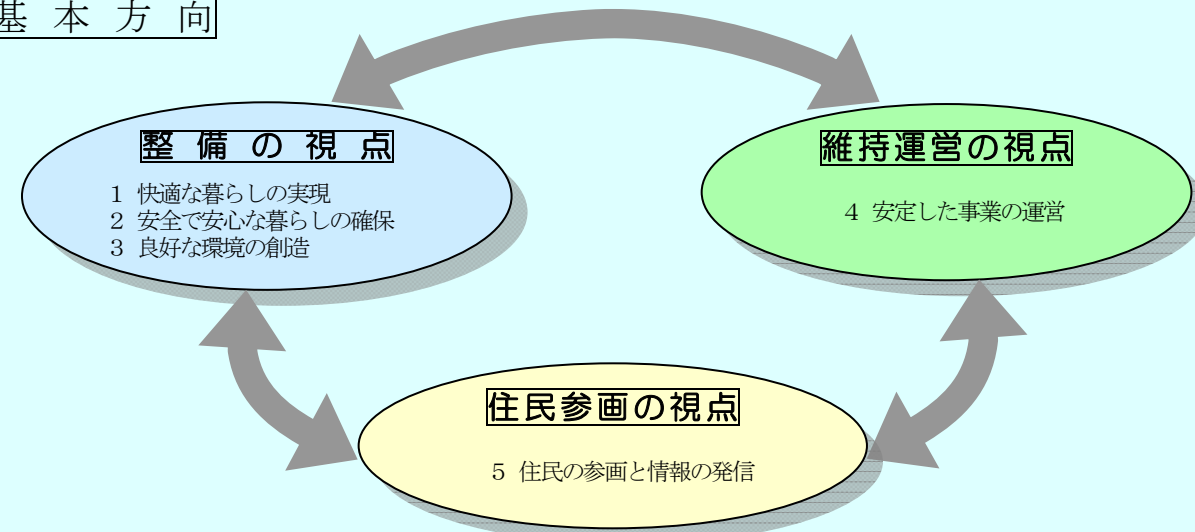 基本方向
整備の視点
1 快適な暮らしの実現
2 安全で安心な暮らしの確保
3 良好な環境の創造
維持運営の視点
4 安定した事業の運営
住民参画の視点
5 住民の参画と情報の発信